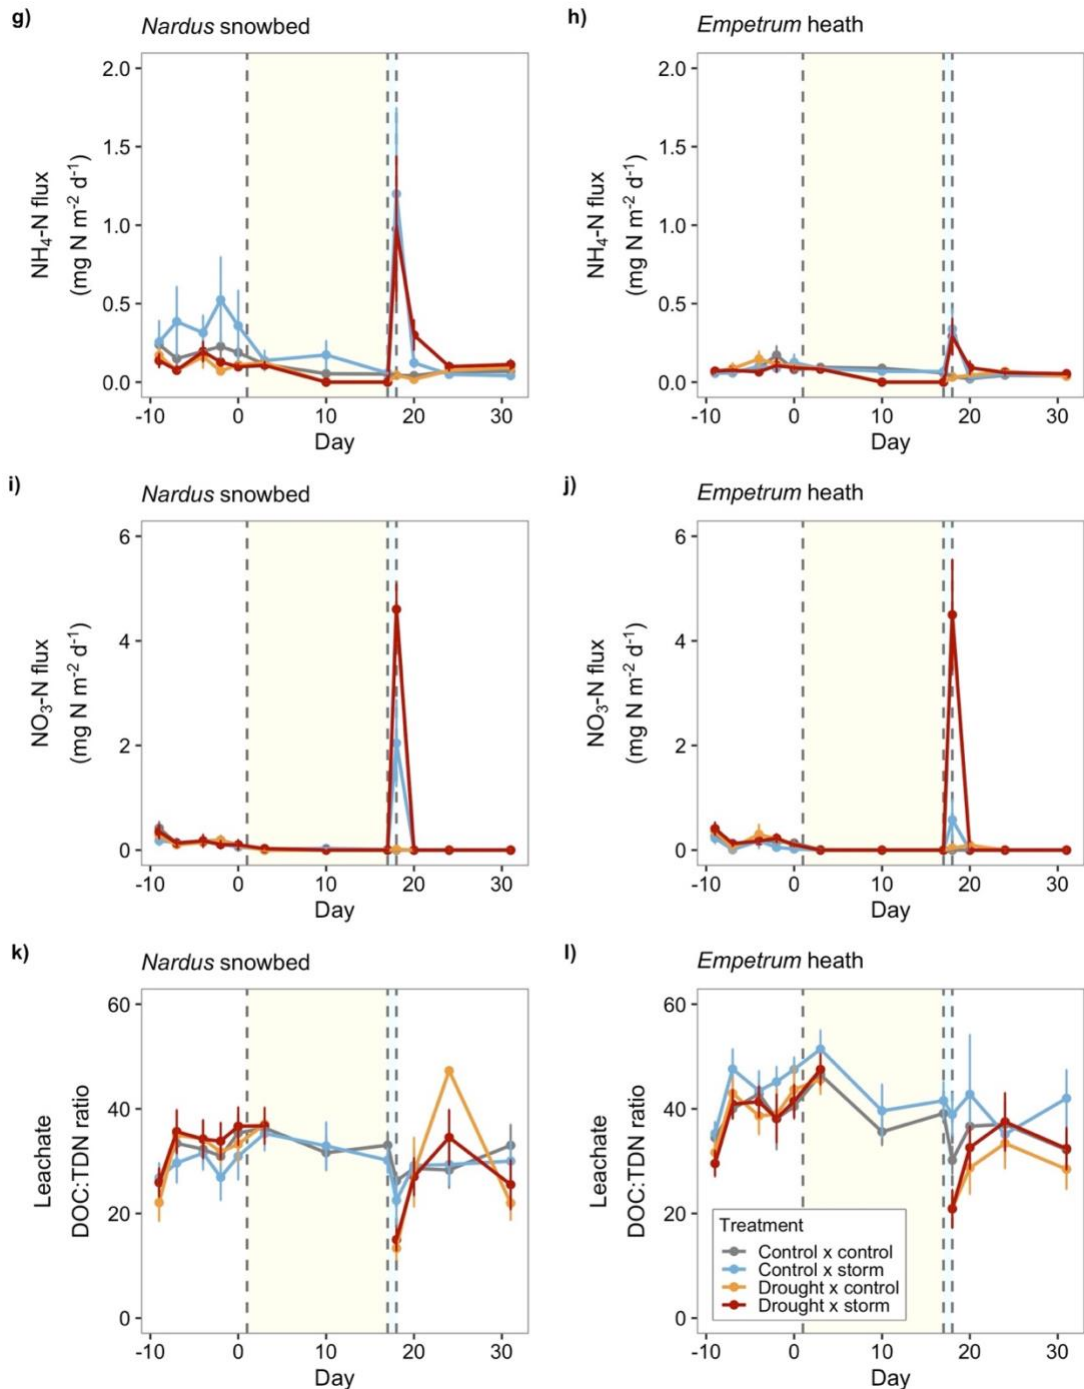 g)
Nardus snowbed
NH₄-N flux
(mg N m⁻² d⁻¹)
2.0
1.5
1.0
0.5
0.0
-10 0 10 20 30
Day
h)
Empetrum heath
NH₄-N flux
(mg N m⁻² d⁻¹)
2.0
1.5
1.0
0.5
0.0
-10 0 10 20 30
Day
i)
Nardus snowbed
NO₃-N flux
(mg N m⁻² d⁻¹)
6
4
2
0
-10 0 10 20 30
Day
j)
Empetrum heath
NO₃-N flux
(mg N m⁻² d⁻¹)
6
4
2
0
-10 0 10 20 30
Day
k)
Nardus snowbed
Leachate
DOC:TDN ratio
60
40
20
0
-10 0 10 20 30
Day
l)
Empetrum heath
Leachate
DOC:TDN ratio
60
40
20
0
Treatment
Control x control
Control x storm
Drought x control
Drought x storm
-10 0 10 20 30
Day